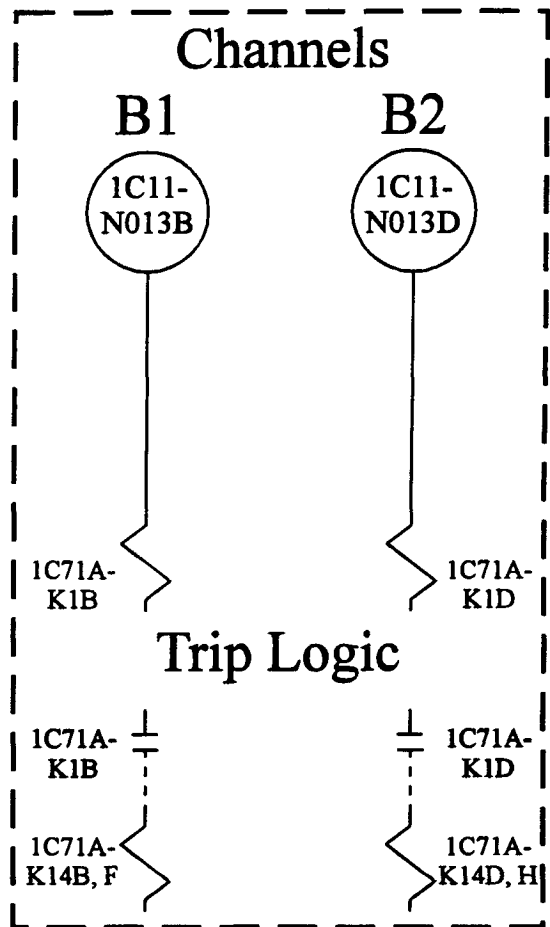 Channels
B1 B2
1C11-
N013B
1C11-
N013D
1C71A-
K1B
1C71A-
K1D
Trip Logic
1C71A-
K1B
1C71A-
K1D
1C71A-
K14B, F
1C71A-
K14D, H